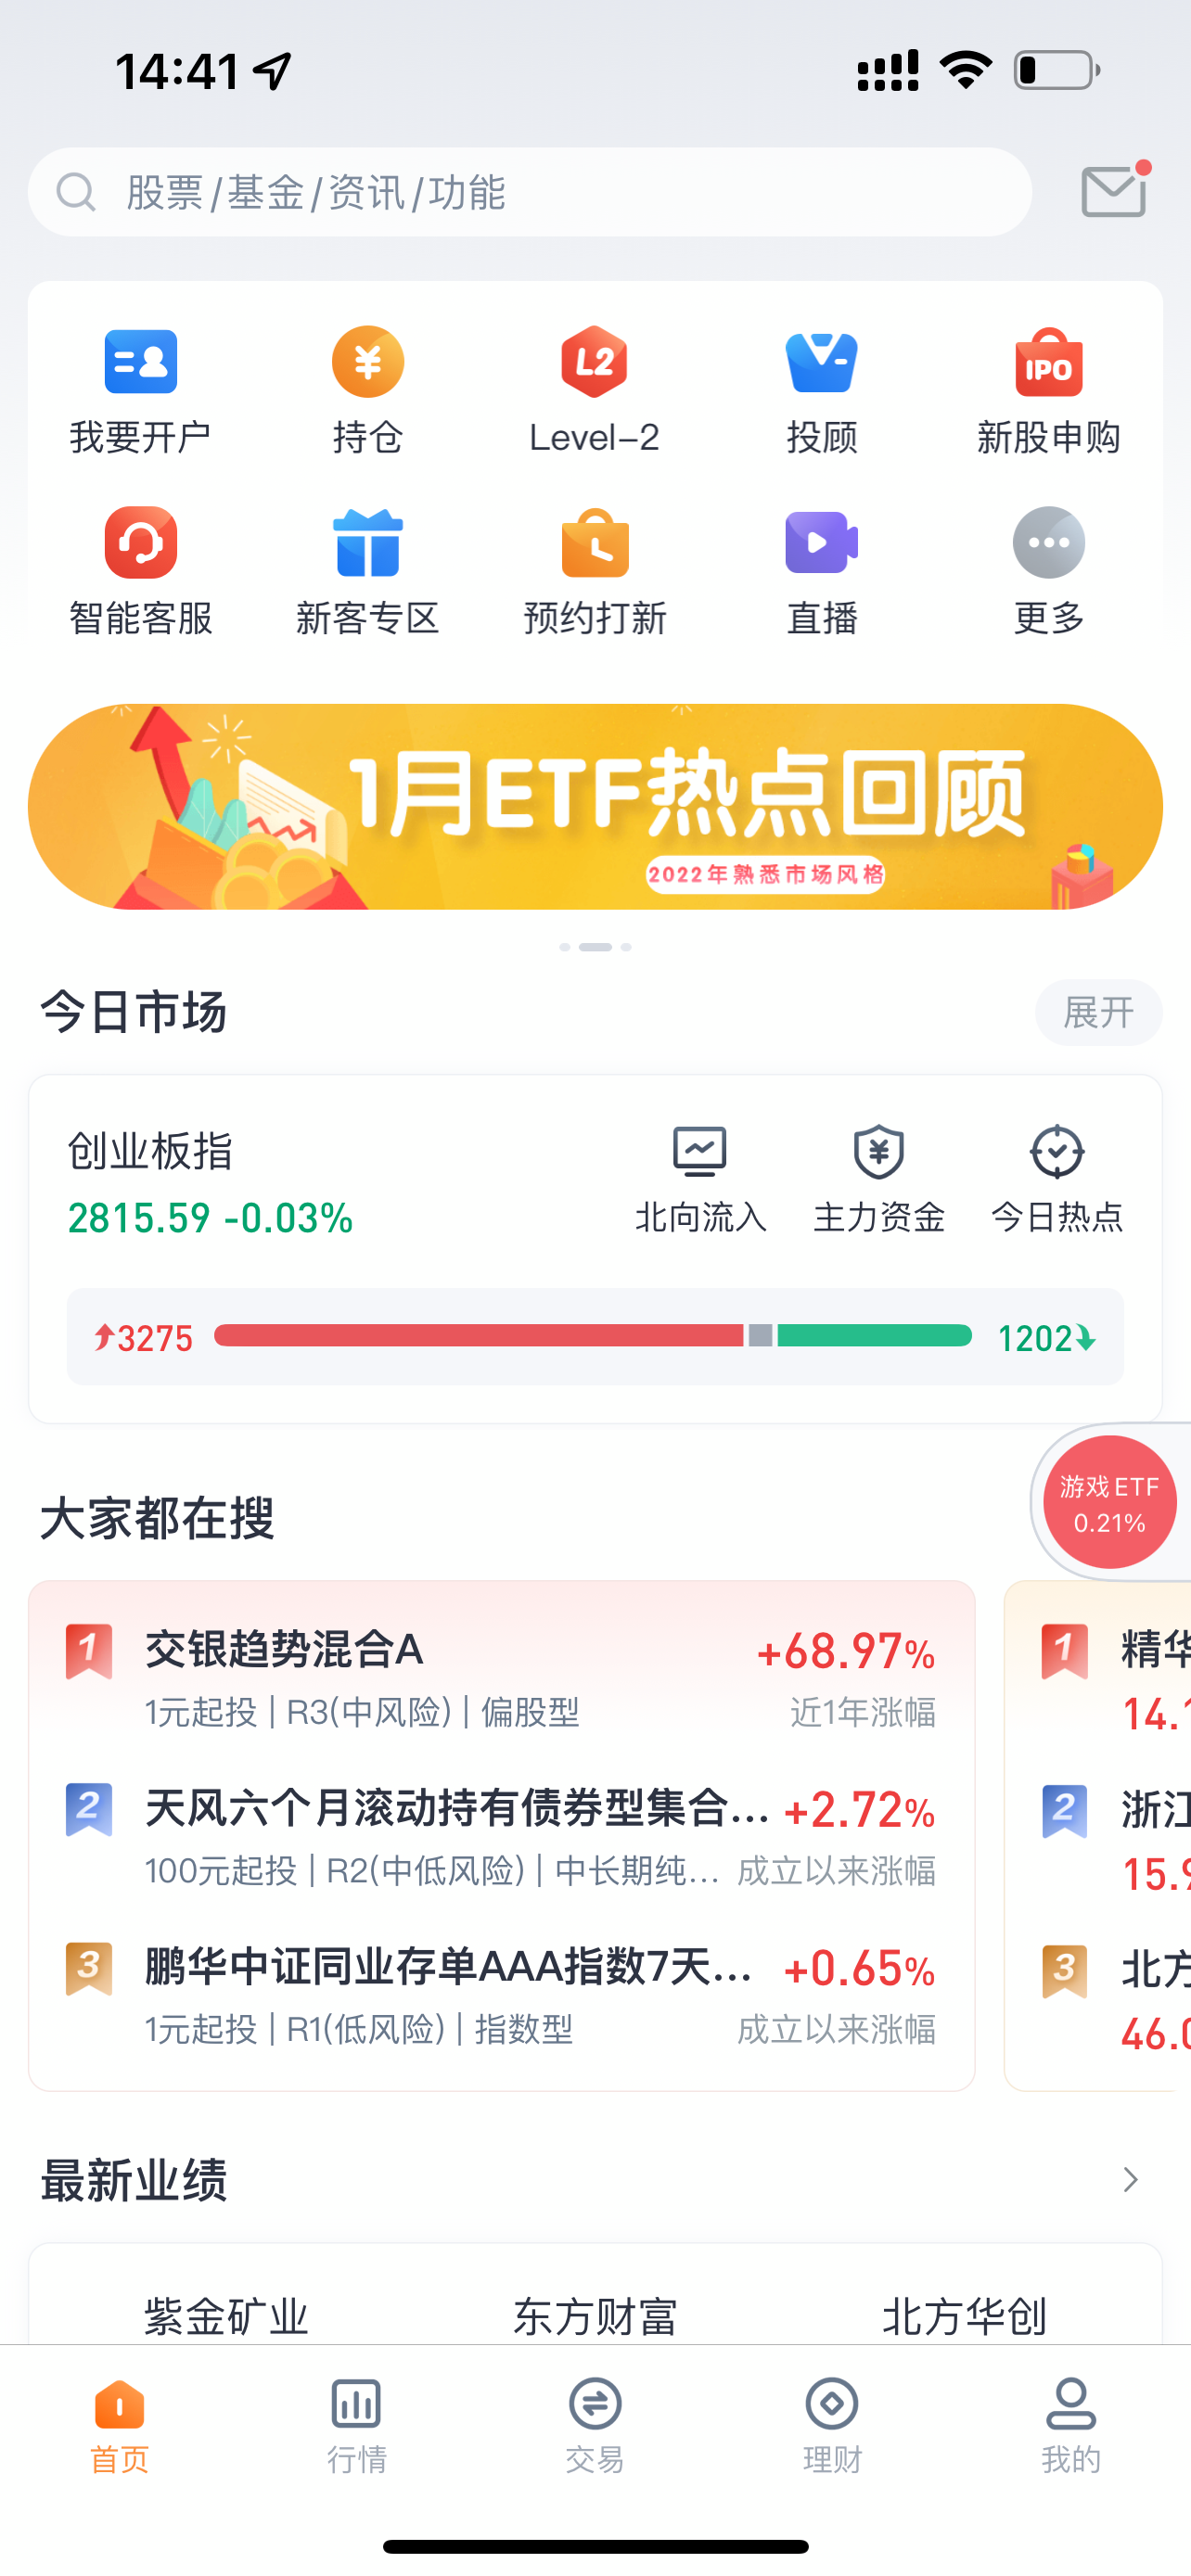 14:41
股票/基金/资讯/功能
L2
IPO
我要开户 持仓 Level-2 投顾 新股申购
智能客服 新客专区 预约打新 直播 更多
1月ETF热点回顾
2022年熟悉市场风格
今日市场 展开
创业板指
2815.59 -0.03%
北向流入 主力资金 今日热点
3275 1202
游戏ETF
0.21%
大家都在搜
1 交银趋势混合A +68.97%
1元起投 | R3(中风险) | 偏股型 近1年涨幅
2 天风六个月滚动持有债券型集合... +2.72%
100元起投 | R2(中低风险) | 中长期纯... 成立以来涨幅
3 鹏华中证同业存单AAA指数7天... +0.65%
1元起投 | R1(低风险) | 指数型 成立以来涨幅
1 精华
14.1
2 浙江
15.9
3 北方
46.0
最新业绩
紫金矿业 东方财富 北方华创
首页 行情 交易 理财 我的